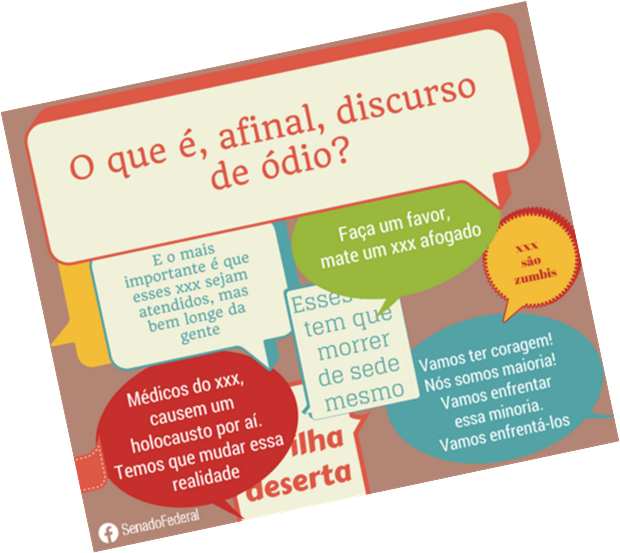 O que é, afinal, discurso
de ódio?
E o mais
importante é que
esses xxx sejam
atendidos, mas
bem longe da
gente
Faça um favor,
mate um xxx afogado
xxx
são
zumbis
Esses
tem que
morrer
de sede
mesmo
Vamos ter coragem!
Nós somos maioria!
Vamos enfrentar
essa minoria.
Vamos enfrentá-los
Médicos do xxx,
causem um
holocausto por aí.
Temos que mudar essa
realidade
ilha
deserta
SenadoFederal